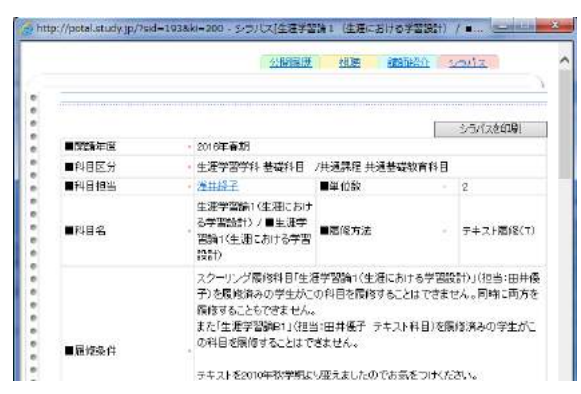 http://potal.study.jp/?sid=193&ki=200 - シラバス[生涯学習論１（生涯における学習設計） / ■...
公開履歴 概要 講師紹介 シラバス
シラバスを印刷
■開講年度 2016年春期
■科目区分 生涯学習学科 基礎科目 /共通課程 共通基礎教育科目
■科目担当 ■単位数 2
■科目名 生涯学習論1(生涯における学習設計) / ■生涯学習論1(生涯における学習設計) ■履修方法 テキスト履修(T)
■履修条件
スクーリング履修科目「生涯学習論1(生涯における学習設計)」(担当:田井優
子)を履修済みの学生がこの科目を履修することはできません。同時に両方を
履修することもできません。
また「生涯学習論B1」(担当:田井優子 テキスト科目)を履修済みの学生がこ
の科目を履修することはできません。
テキストを2010年秋学期より変えましたのでお気をつけください。